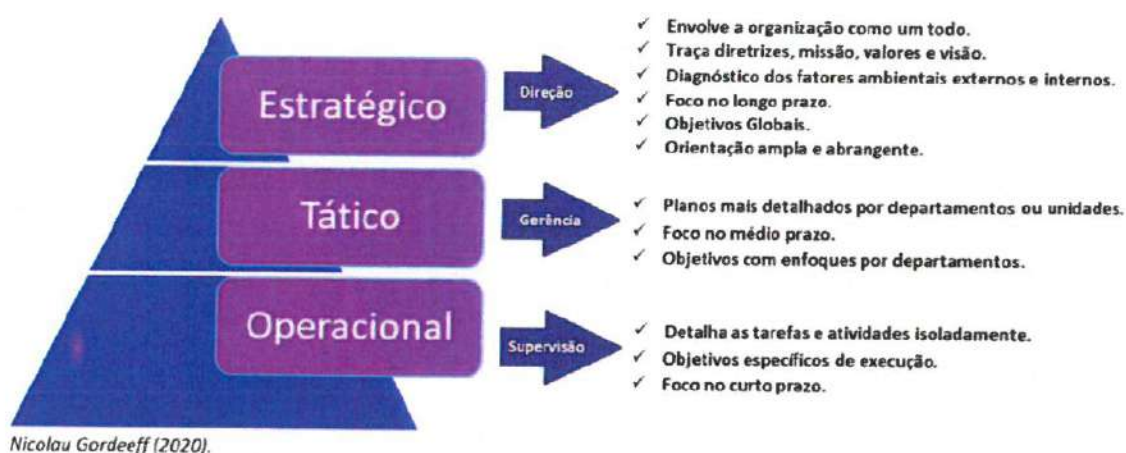 Estratégico
Direção
✓ Envolve a organização como um todo.
✓ Traça diretrizes, missão, valores e visão.
✓ Diagnóstico dos fatores ambientais externos e internos.
✓ Foco no longo prazo.
✓ Objetivos Globais.
✓ Orientação ampla e abrangente.
Tático
Gerência
✓ Planos mais detalhados por departamentos ou unidades.
✓ Foco no médio prazo.
✓ Objetivos com enfoques por departamentos.
Operacional
Supervisão
✓ Detalha as tarefas e atividades isoladamente.
✓ Objetivos específicos de execução.
✓ Foco no curto prazo.
Nicolau Gordeeff (2020).